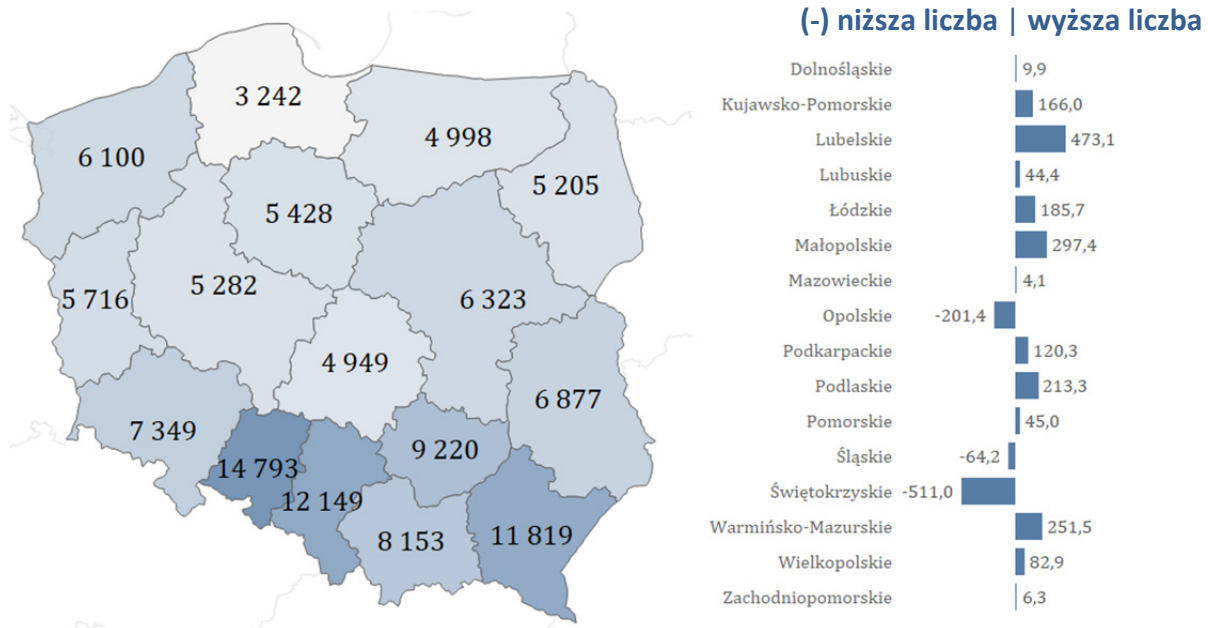 (-) niższa liczba | wyższa liczba
3 242
4 998
6 100
5 205
5 428
5 282
6 323
5 716
4 949
6 877
7 349
9 220
14 793
12 149
8 153
11 819
Dolnośląskie 9,9
Kujawsko-Pomorskie 166,0
Lubelskie 473,1
Lubuskie 44,4
Łódzkie 185,7
Małopolskie 297,4
Mazowieckie 4,1
Opolskie -201,4
Podkarpackie 120,3
Podlaskie 213,3
Pomorskie 45,0
Śląskie -64,2
Świętokrzyskie -511,0
Warmińsko-Mazurskie 251,5
Wielkopolskie 82,9
Zachodniopomorskie 6,3